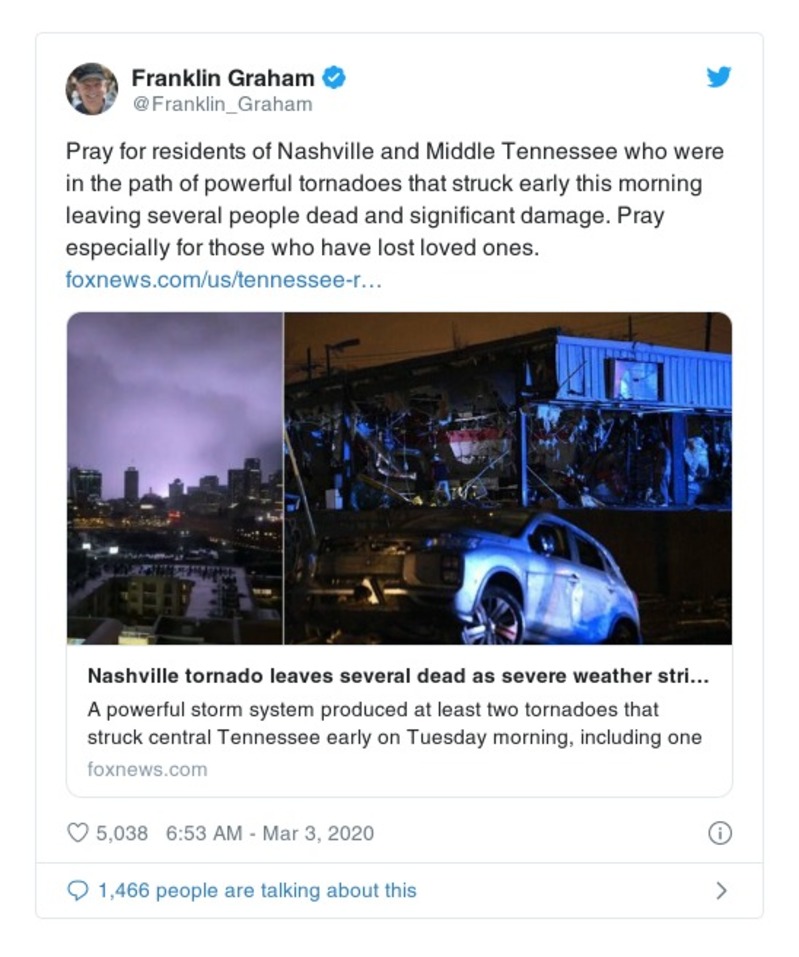 Franklin Graham
@Franklin_Graham
Pray for residents of Nashville and Middle Tennessee who were
in the path of powerful tornadoes that struck early this morning
leaving several people dead and significant damage. Pray
especially for those who have lost loved ones.
foxnews.com/us/tennessee-r…
Nashville tornado leaves several dead as severe weather stri...
A powerful storm system produced at least two tornadoes that
struck central Tennessee early on Tuesday morning, including one
foxnews.com
5,038 6:53 AM - Mar 3, 2020
1,466 people are talking about this